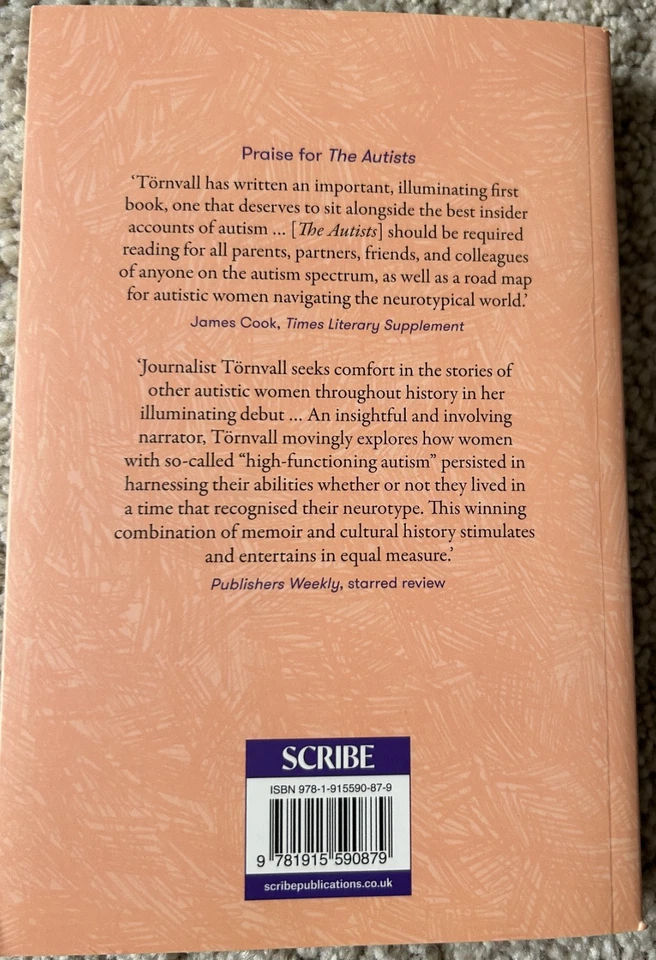 Praise for The Autists
‘Törnvall has written an important, illuminating first
book, one that deserves to sit alongside the best insider
accounts of autism ... [The Autists] should be required
reading for all parents, partners, friends, and colleagues
of anyone on the autism spectrum, as well as a road map
for autistic women navigating the neurotypical world.’
James Cook, Times Literary Supplement
‘Journalist Törnvall seeks comfort in the stories of
other autistic women throughout history in her
illuminating debut ... An insightful and involving
narrator, Törnvall movingly explores how women
with so-called “high-functioning autism” persisted in
harnessing their abilities whether or not they lived in
a time that recognised their neurotype. This winning
combination of memoir and cultural history stimulates
and entertains in equal measure.’
Publishers Weekly, starred review
SCRIBE
ISBN 978-1-915590-87-9
9 781915 590879
scribepublications.co.uk